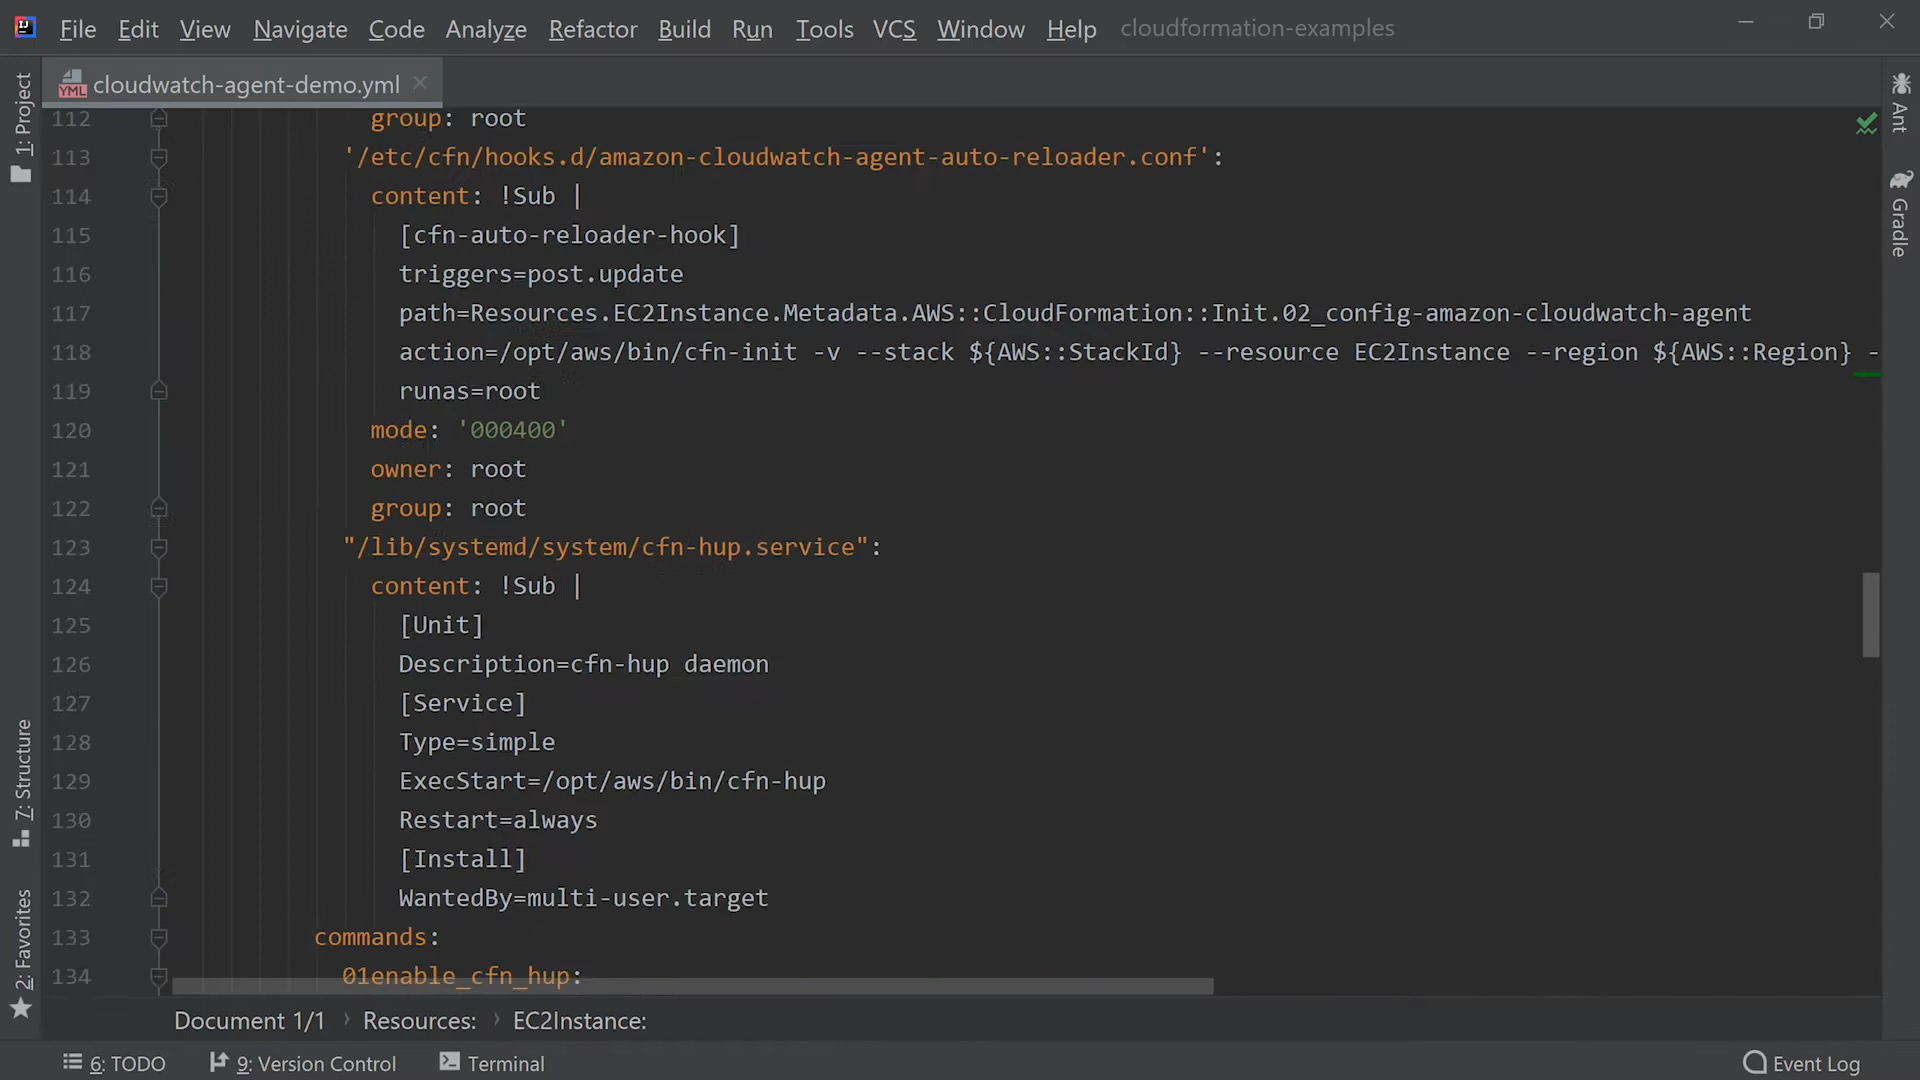 File Edit View Navigate Code Analyze Refactor Build Run Tools VCS Window Help cloudformation-examples
cloudwatch-agent-demo.yml
1: Project
7: Structure
2: Favorites
112 group: root
113 '/etc/cfn/hooks.d/amazon-cloudwatch-agent-auto-reloader.conf':
114 content: !Sub |
115 [cfn-auto-reloader-hook]
116 triggers=post.update
117 path=Resources.EC2Instance.Metadata.AWS::CloudFormation::Init.02_config-amazon-cloudwatch-agent
118 action=/opt/aws/bin/cfn-init -v --stack ${AWS::StackId} --resource EC2Instance --region ${AWS::Region} -
119 runas=root
120 mode: '000400'
121 owner: root
122 group: root
123 "/lib/systemd/system/cfn-hup.service":
124 content: !Sub |
125 [Unit]
126 Description=cfn-hup daemon
127 [Service]
128 Type=simple
129 ExecStart=/opt/aws/bin/cfn-hup
130 Restart=always
131 [Install]
132 WantedBy=multi-user.target
133 commands:
134 01enable_cfn_hup:
Ant
Gradle
Document 1/1 › Resources: › EC2Instance:
6: TODO 9: Version Control Terminal Event Log